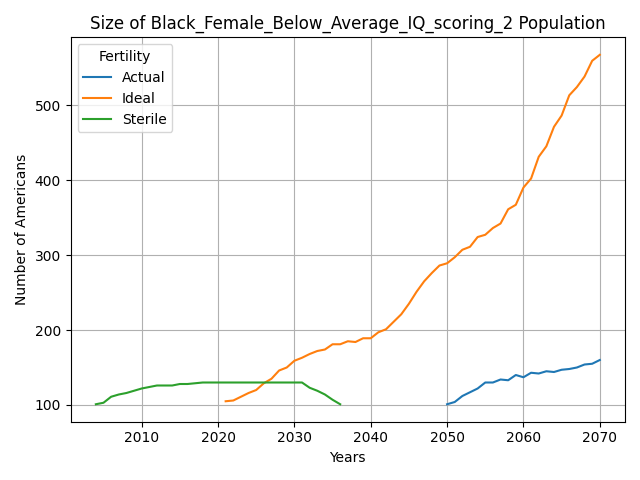 Size of Black_Female_Below_Average_IQ_scoring_2 Population
Fertility
Actual
Ideal
Sterile
Number of Americans
500
400
300
200
100
2010 2020 2030 2040 2050 2060 2070
Years